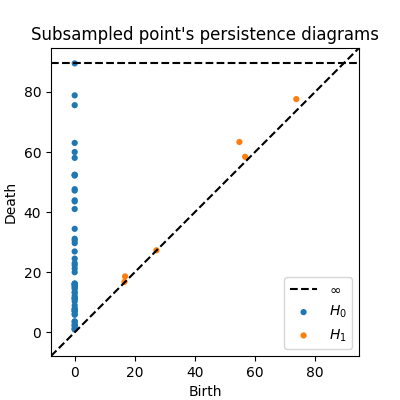 Subsampled point's persistence diagrams
Death
80
60
40
20
0
∞
H₀
H₁
0 20 40 60 80
Birth